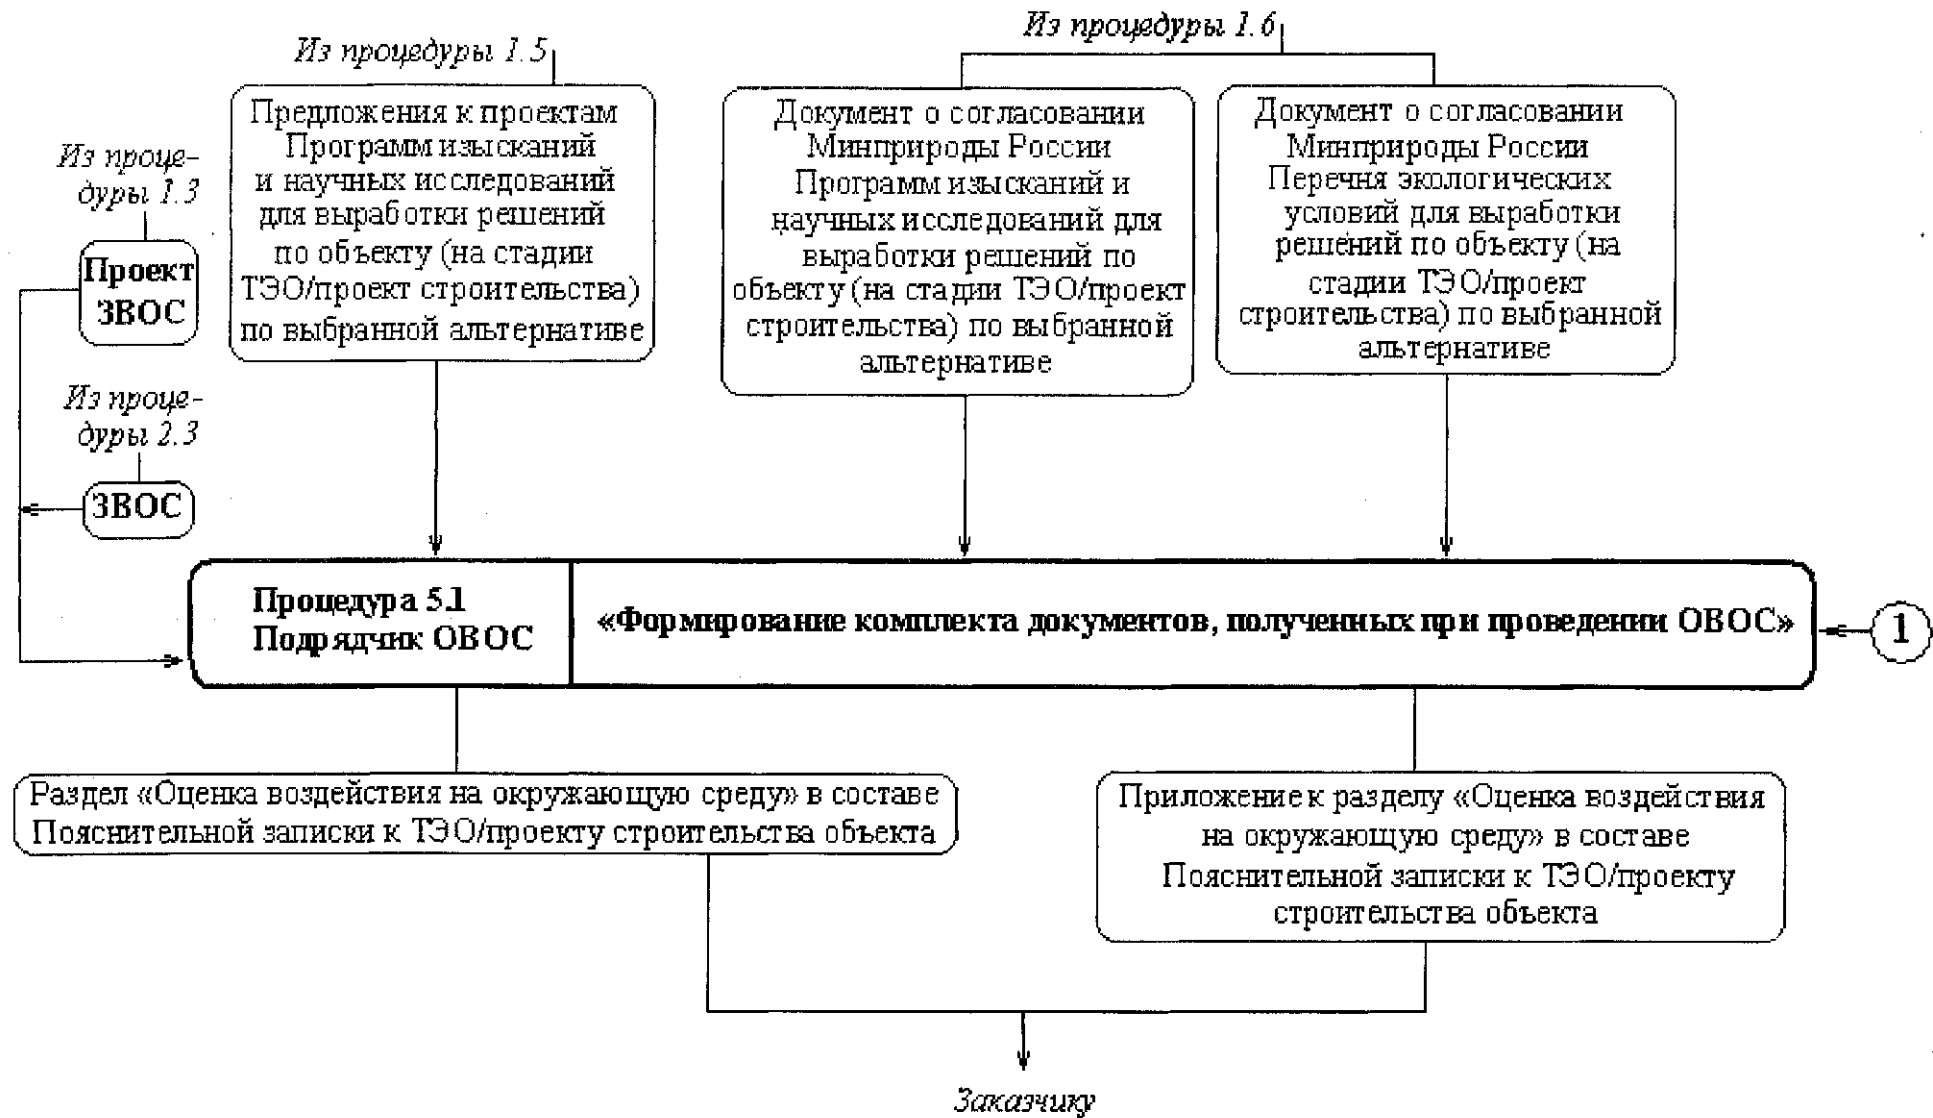 Из процедуры 1.5
Из процедуры 1.6
Предложения к проектам
Программ изысканий
и научных исследований
для выработки решений
по объекту (на стадии
ТЭО/проект строительства)
по выбранной альтернативе
Документ о согласовании
Минприроды России
Программ изысканий и
научных исследований для
выработки решений по
объекту (на стадии ТЭО/проект
строительства) по выбранной
альтернативе
Документ о согласовании
Минприроды России
Перечня экологических
условий для выработки
решений по объекту (на
стадии ТЭО/проект
строительства) по выбранной
альтернативе
Из проце-
дуры 1.3
Проект
ЗВОС
Из проце-
дуры 2.3
ЗВОС
Процедура 5.1
Подрядчик ОВОС
«Формирование комплекта документов, полученных при проведении ОВОС»
1
Раздел «Оценка воздействия на окружающую среду» в составе
Пояснительной записки к ТЭО/проекту строительства объекта
Приложение к разделу «Оценка воздействия
на окружающую среду» в составе
Пояснительной записки к ТЭО/проекту
строительства объекта
Заказчику